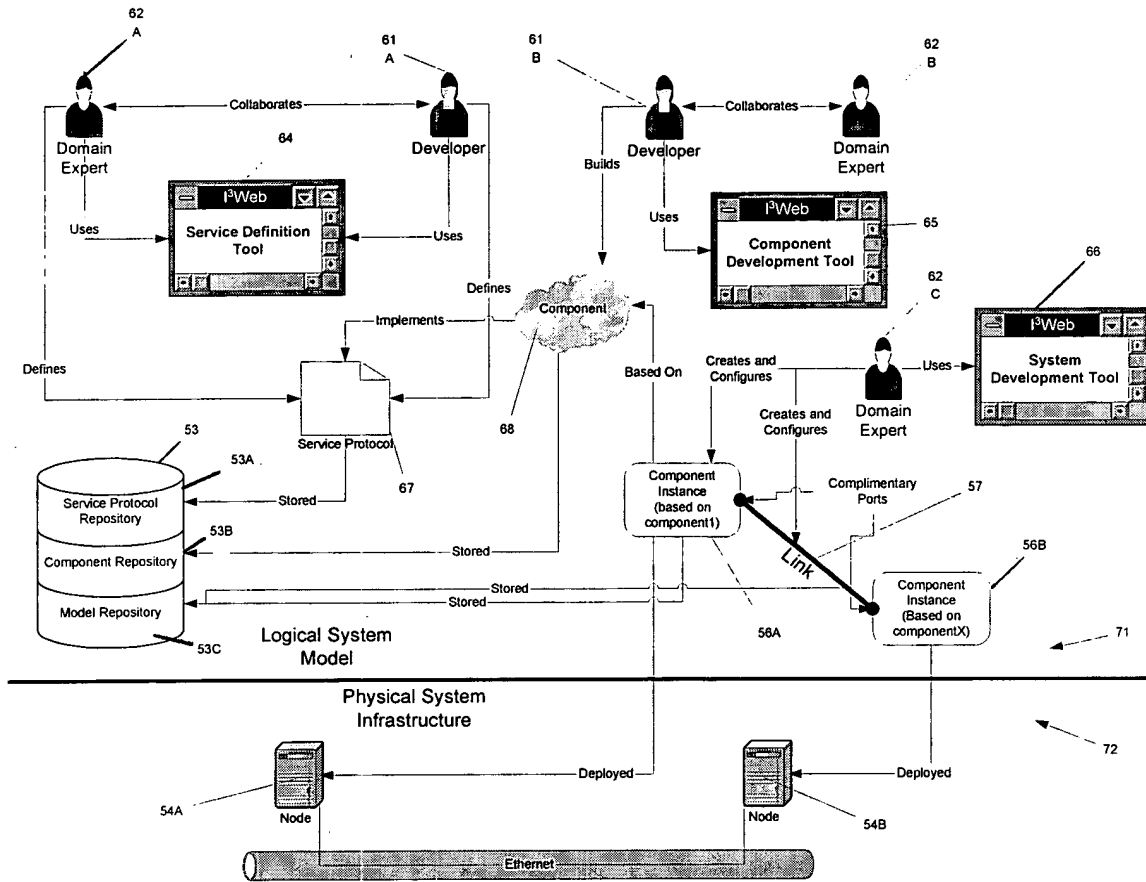 62
A
61
A
61
B
62
B
Collaborates
Collaborates
Domain
Expert
64
Developer
Builds
Developer
Domain
Expert
I³Web
Service Definition
Tool
Uses
Uses
Uses
I³Web
Component
Development Tool
65
66
62
C
Defines
Component
Implements
I³Web
System
Development Tool
Defines
Based On
Creates and
Configures
Uses
Creates and
Configures
Domain
Expert
68
Service Protocol
67
53
53A
Service Protocol
Repository
Stored
Component
Instance
(based on
component1)
Complimentary
Ports
57
53B
Component Repository
Stored
Link
56B
Stored
Component
Instance
(Based on
componentX)
Model Repository
Stored
53C
Logical System
Model
56A
71
Physical System
Infrastructure
72
Deployed
Deployed
54A
Node
Node
54B
Ethernet